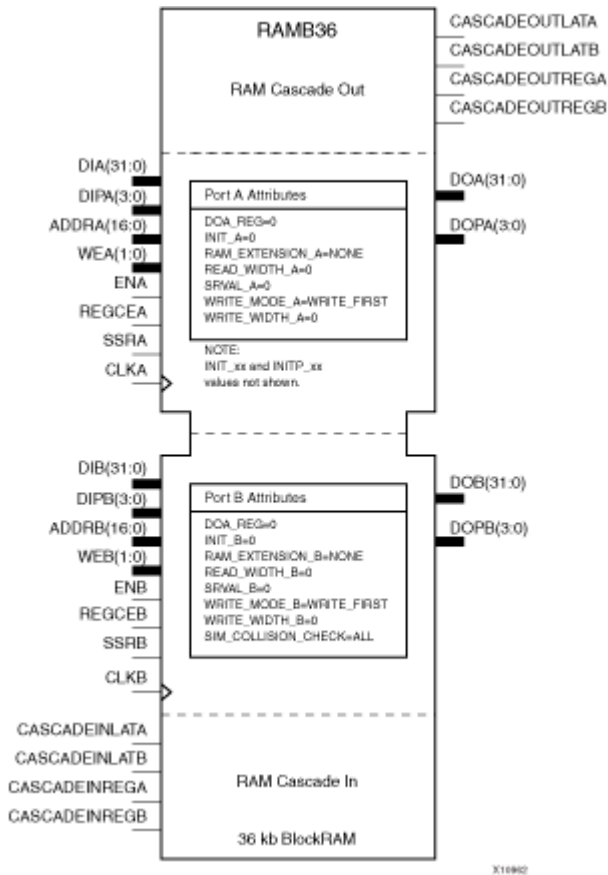 RAMB36
RAM Cascade Out
CASCADEOUTLATA
CASCADEOUTLATB
CASCADEOUTREGA
CASCADEOUTREGB
DIA(31:0)
DIPA(3:0)
ADDRA(16:0)
WEA(1:0)
ENA
REGCEA
SSRA
CLKA
Port A Attributes
DOA_REG=0
INIT_A=0
RAM_EXTENSION_A=NONE
READ_WIDTH_A=0
SRVAL_A=0
WRITE_MODE_A=WRITE_FIRST
WRITE_WIDTH_A=0
NOTE:
INIT_xx and INITP_xx
values not shown.
DOA(31:0)
DOPA(3:0)
DIB(31:0)
DIPB(3:0)
ADDRB(16:0)
WEB(1:0)
ENB
REGCEB
SSRB
CLKB
Port B Attributes
DOA_REG=0
INIT_B=0
RAM_EXTENSION_B=NONE
READ_WIDTH_B=0
SRVAL_B=0
WRITE_MODE_B=WRITE_FIRST
WRITE_WIDTH_B=0
SIM_COLLISION_CHECK=ALL
DOB(31:0)
DOPB(3:0)
CASCADEINLATA
CASCADEINLATB
CASCADEINREGA
CASCADEINREGB
RAM Cascade In
36 kb BlockRAM
X10962